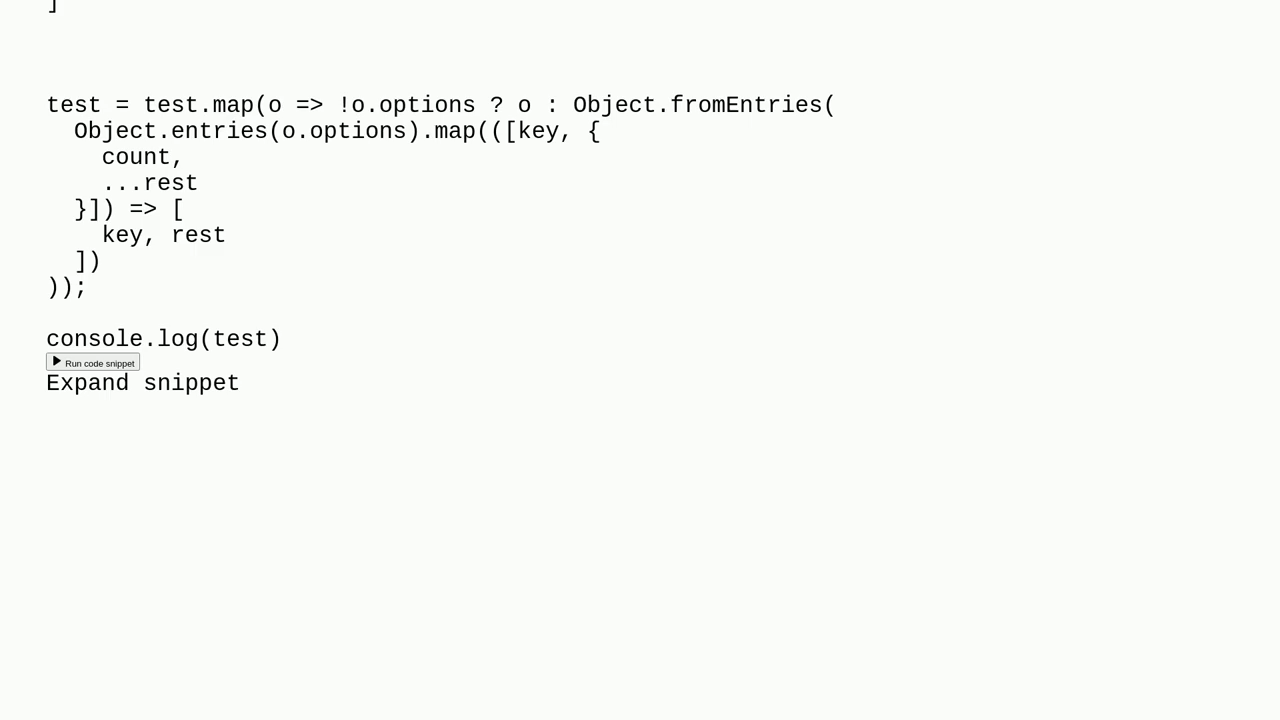 ]
test = test.map(o => !o.options ? o : Object.fromEntries(
  Object.entries(o.options).map(([key, {
    count,
    ...rest
  }]) => [
    key, rest
  ])
));
console.log(test)
Run code snippet
Expand snippet